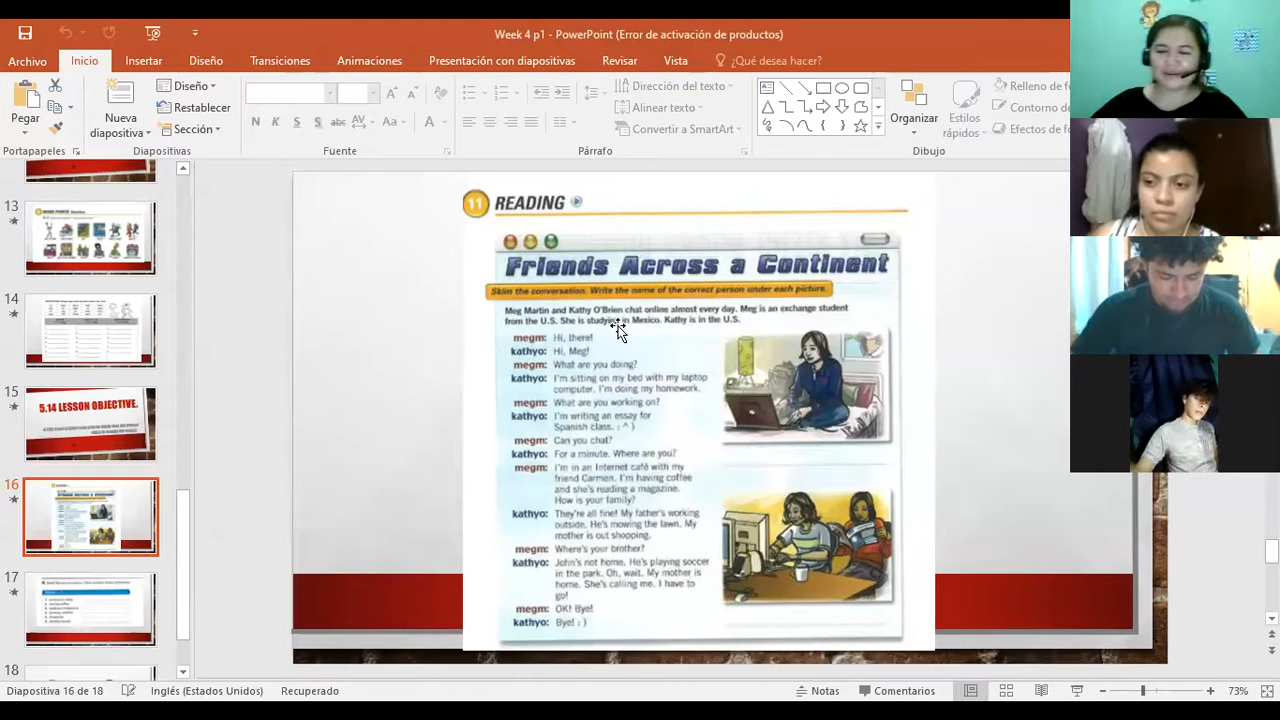 Week 4 p1 - PowerPoint (Error de activación de productos)
Archivo Inicio Insertar Diseño Transiciones Animaciones Presentación con diapositivas Revisar Vista ¿Qué desea hacer?
Pegar
Nueva diapositiva
Diseño
Restablecer
Sección
N K S S abc AV Aa A
Dirección del texto
Alinear texto
Convertir a SmartArt
Organizar
Estilos rápidos
Relleno de f
Contorno de
Efectos de fo
Portapapeles Diapositivas Fuente Párrafo Dibujo
13
14
15
5.14 LESSON OBJECTIVE.
16
17
18
11 READING
Friends Across a Continent
Skim the conversation. Write the name of the correct person under each picture.
Meg Martin and Kathy O'Brien chat online almost every day. Meg is an exchange student
from the U.S. She is studying in Mexico. Kathy is in the U.S.
megm: Hi, there!
kathyo: Hi, Meg!
megm: What are you doing?
kathyo: I'm sitting on my bed with my laptop
computer. I'm doing my homework.
megm: What are you working on?
kathyo: I'm writing an essay for
Spanish class. : ^ )
megm: Can you chat?
kathyo: For a minute. Where are you?
megm: I'm in an Internet café with my
friend Carmen. I'm having coffee
and she's reading a magazine.
How is your family?
kathyo: They're all fine! My father's working
outside. He's mowing the lawn. My
mother is out shopping.
megm: Where's your brother?
kathyo: John's not home. He's playing soccer
in the park. Oh, wait. My mother is
home. She's calling me. I have to
go!
megm: OK! Bye!
kathyo: Bye! : )
Diapositiva 16 de 18 Inglés (Estados Unidos) Recuperado Notas Comentarios 73%